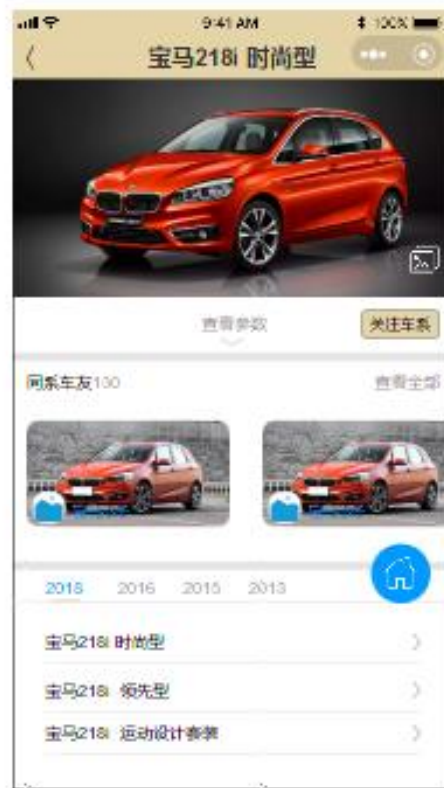 9:41 AM
100%
宝马218i 时尚型
查看参数
关注车系
同系车友130
查看全部
2018 2016 2015 2013
宝马218i 时尚型
宝马218i 领先型
宝马218i 运动设计套装